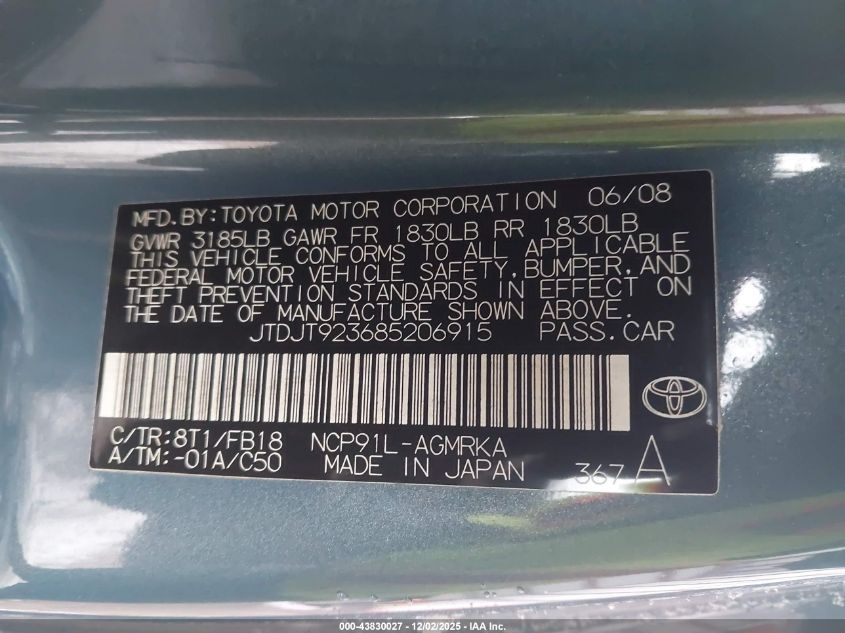 MFD.BY:TOYOTA MOTOR CORPORATION 06/08
GVWR 3185LB GAWR FR 1830LB RR 1830LB
THIS VEHICLE CONFORMS TO ALL APPLICABLE
FEDERAL MOTOR VEHICLE SAFETY,BUMPER,AND
THEFT PREVENTION STANDARDS IN EFFECT ON
THE DATE OF MANUFACTURE SHOWN ABOVE.
JTDJT923685206915 PASS.CAR
C/TR:8T1/FB18 NCP91L-AGMRKA
A/TM:-01A/C50 MADE IN JAPAN 367 A
000-43830027 - 12/02/2025 - IAA Inc.